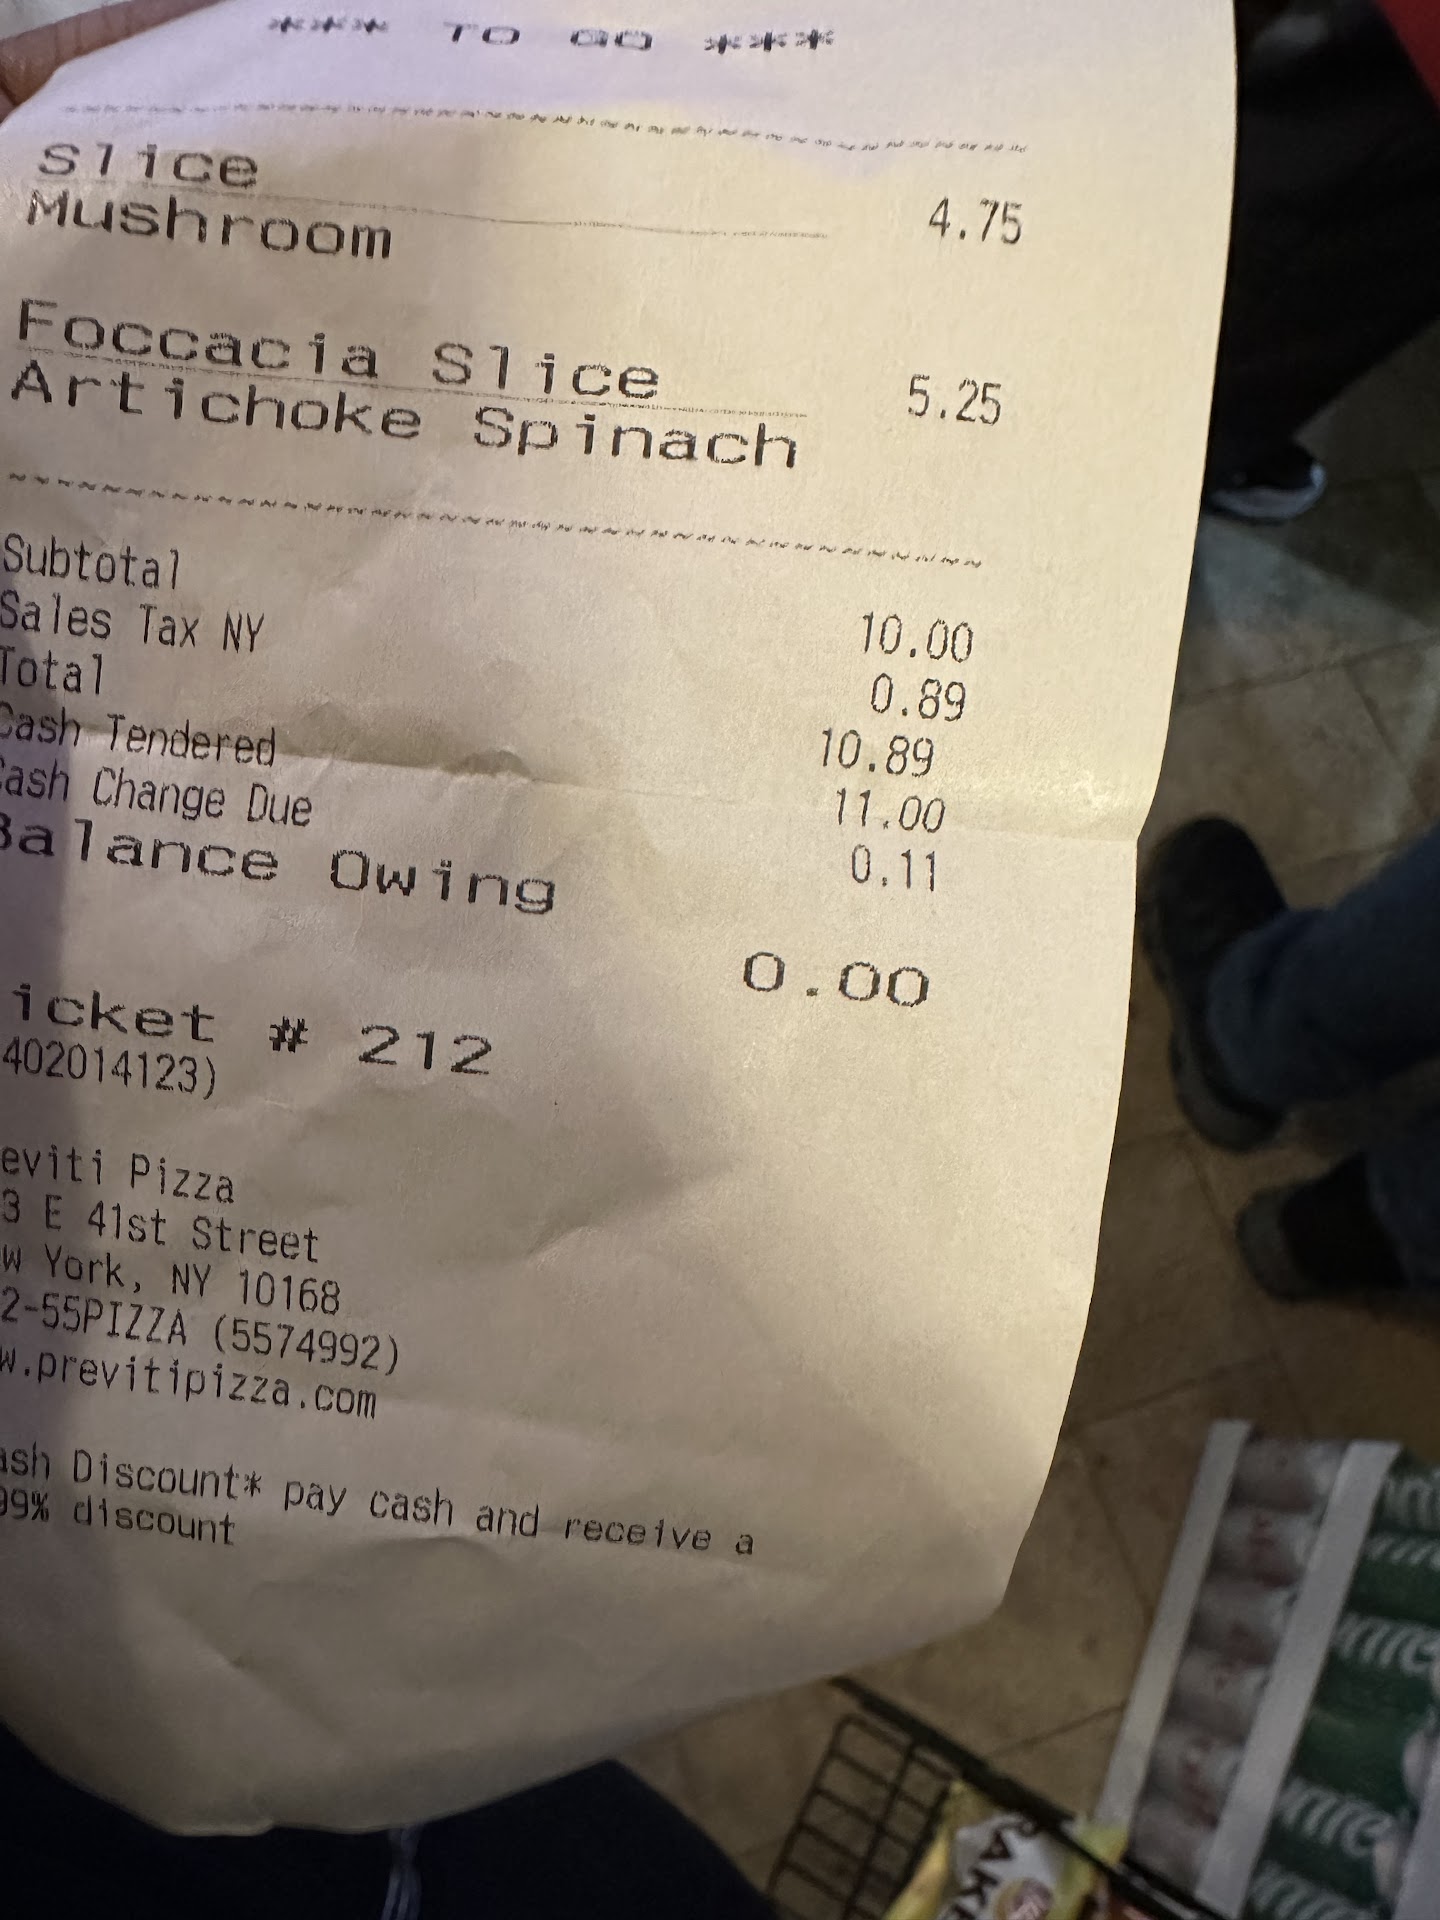 *** TO GO ***
Slice
Mushroom 4.75
Foccacia Slice
Artichoke Spinach 5.25
Subtotal 10.00
Sales Tax NY 0.89
Total 10.89
Cash Tendered 11.00
Cash Change Due 0.11
Balance Owing 0.00
icket # 212
402014123)
eviti Pizza
3 E 41st Street
w York, NY 10168
2-55PIZZA (5574992)
w.previtipizza.com
ash Discount* pay cash and receive a
99% discount